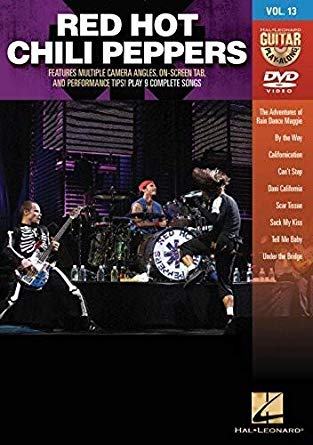 RED HOT
CHILI PEPPERS
FEATURES MULTIPLE CAMERA ANGLES, ON-SCREEN TAB,
AND PERFORMANCE TIPS! PLAY 9 COMPLETE SONGS
VOL. 13
HAL•LEONARD
GUITAR
PLAY-ALONG
DVD
VIDEO
The Adventures of
Rain Dance Maggie
By the Way
Californication
Can't Stop
Dani California
Scar Tissue
Suck My Kiss
Tell Me Baby
Under the Bridge
HAL•LEONARD